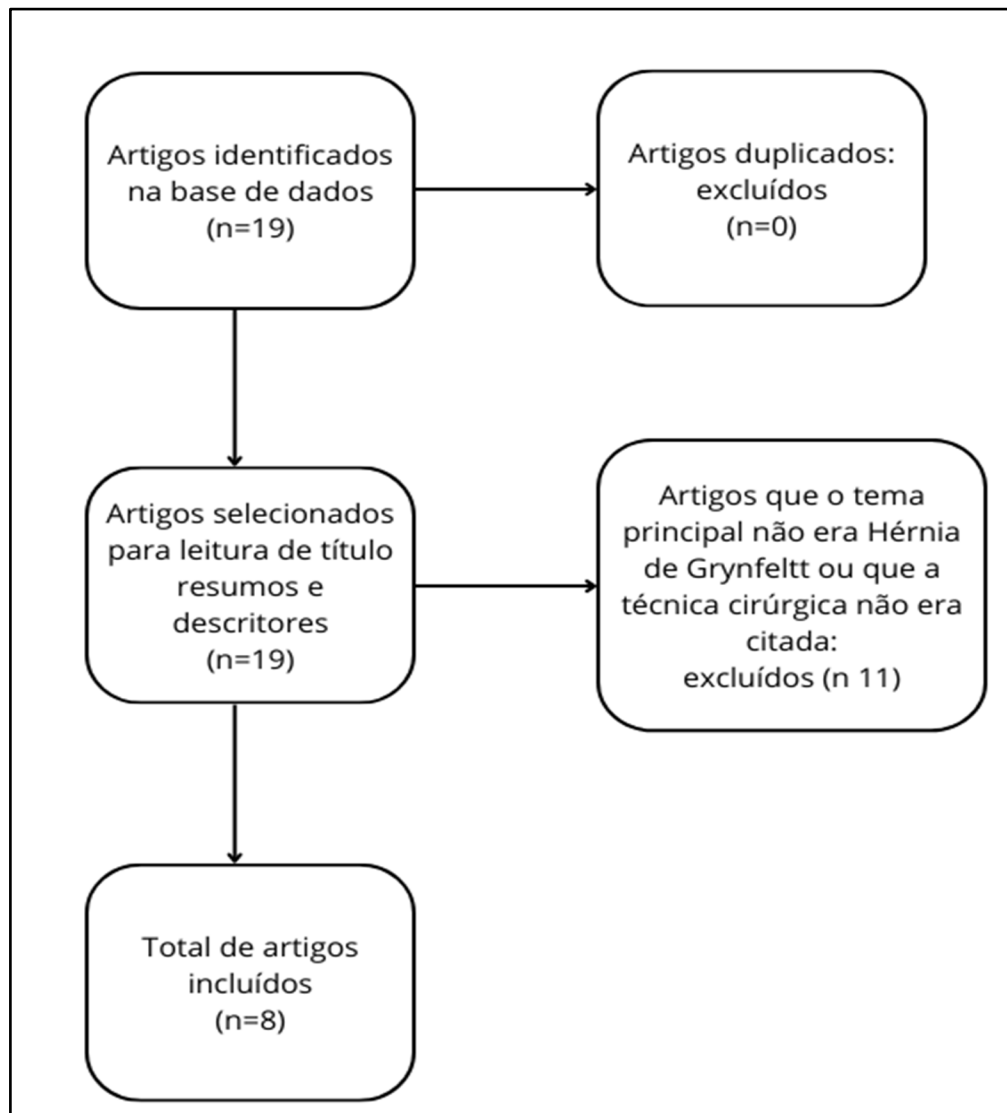 Artigos identificados
na base de dados
(n=19)
Artigos duplicados:
excluídos
(n=0)
Artigos selecionados
para leitura de título
resumos e
descritores
(n=19)
Artigos que o tema
principal não era Hérnia
de Grynfeltt ou que a
técnica cirúrgica não era
citada:
excluídos (n 11)
Total de artigos
incluídos
(n=8)